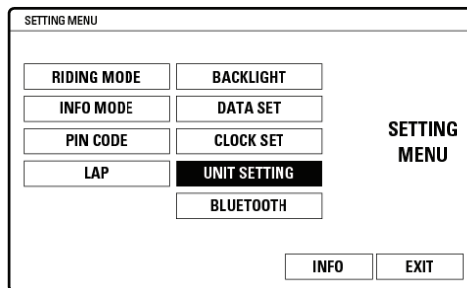 SETTING MENU
RIDING MODE
INFO MODE
PIN CODE
LAP
BACKLIGHT
DATA SET
CLOCK SET
UNIT SETTING
BLUETOOTH
SETTING
MENU
INFO
EXIT